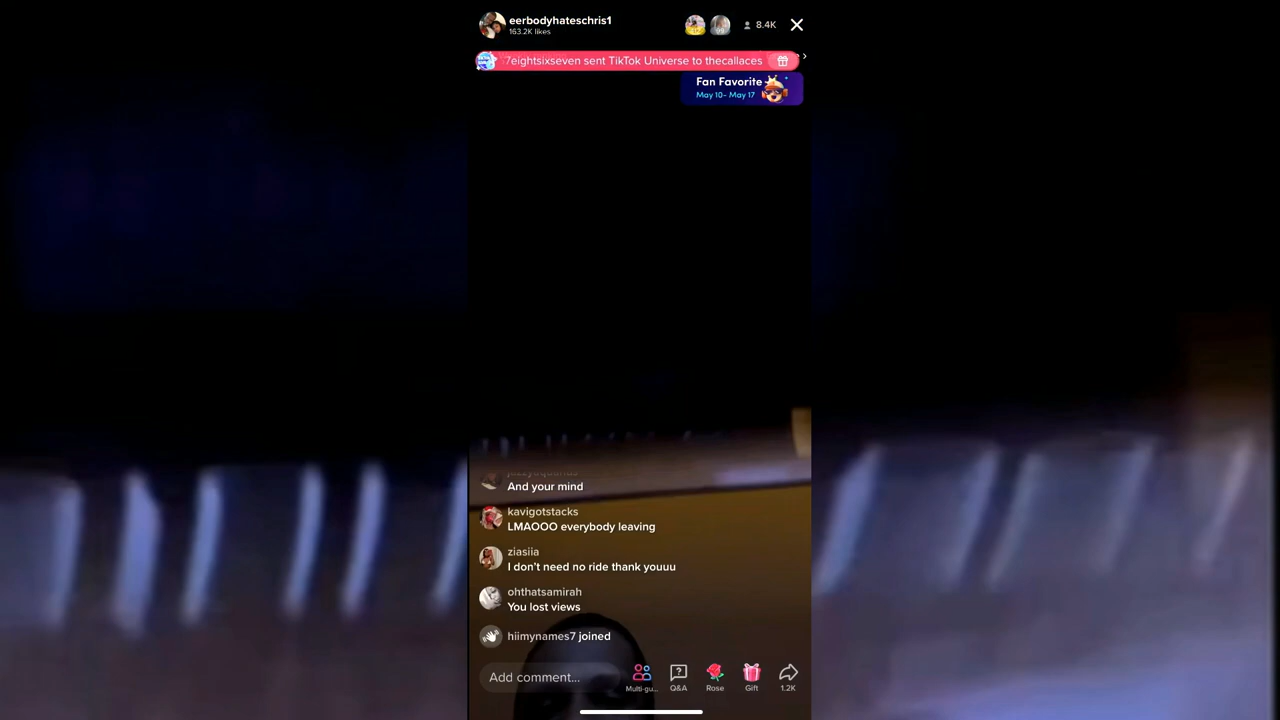 eerbodyhateschris1
163.2K likes
8.4K
7eightsixseven sent TikTok Universe to thecallaces
Fan Favorite
May 10- May 17
And your mind
kavigotstacks
LMAOOO everybody leaving
ziasiia
I don't need no ride thank youuu
ohthatsamirah
You lost views
hiimynames7 joined
Add comment...
Multi-gu...
Q&A
Rose
Gift
1.2K